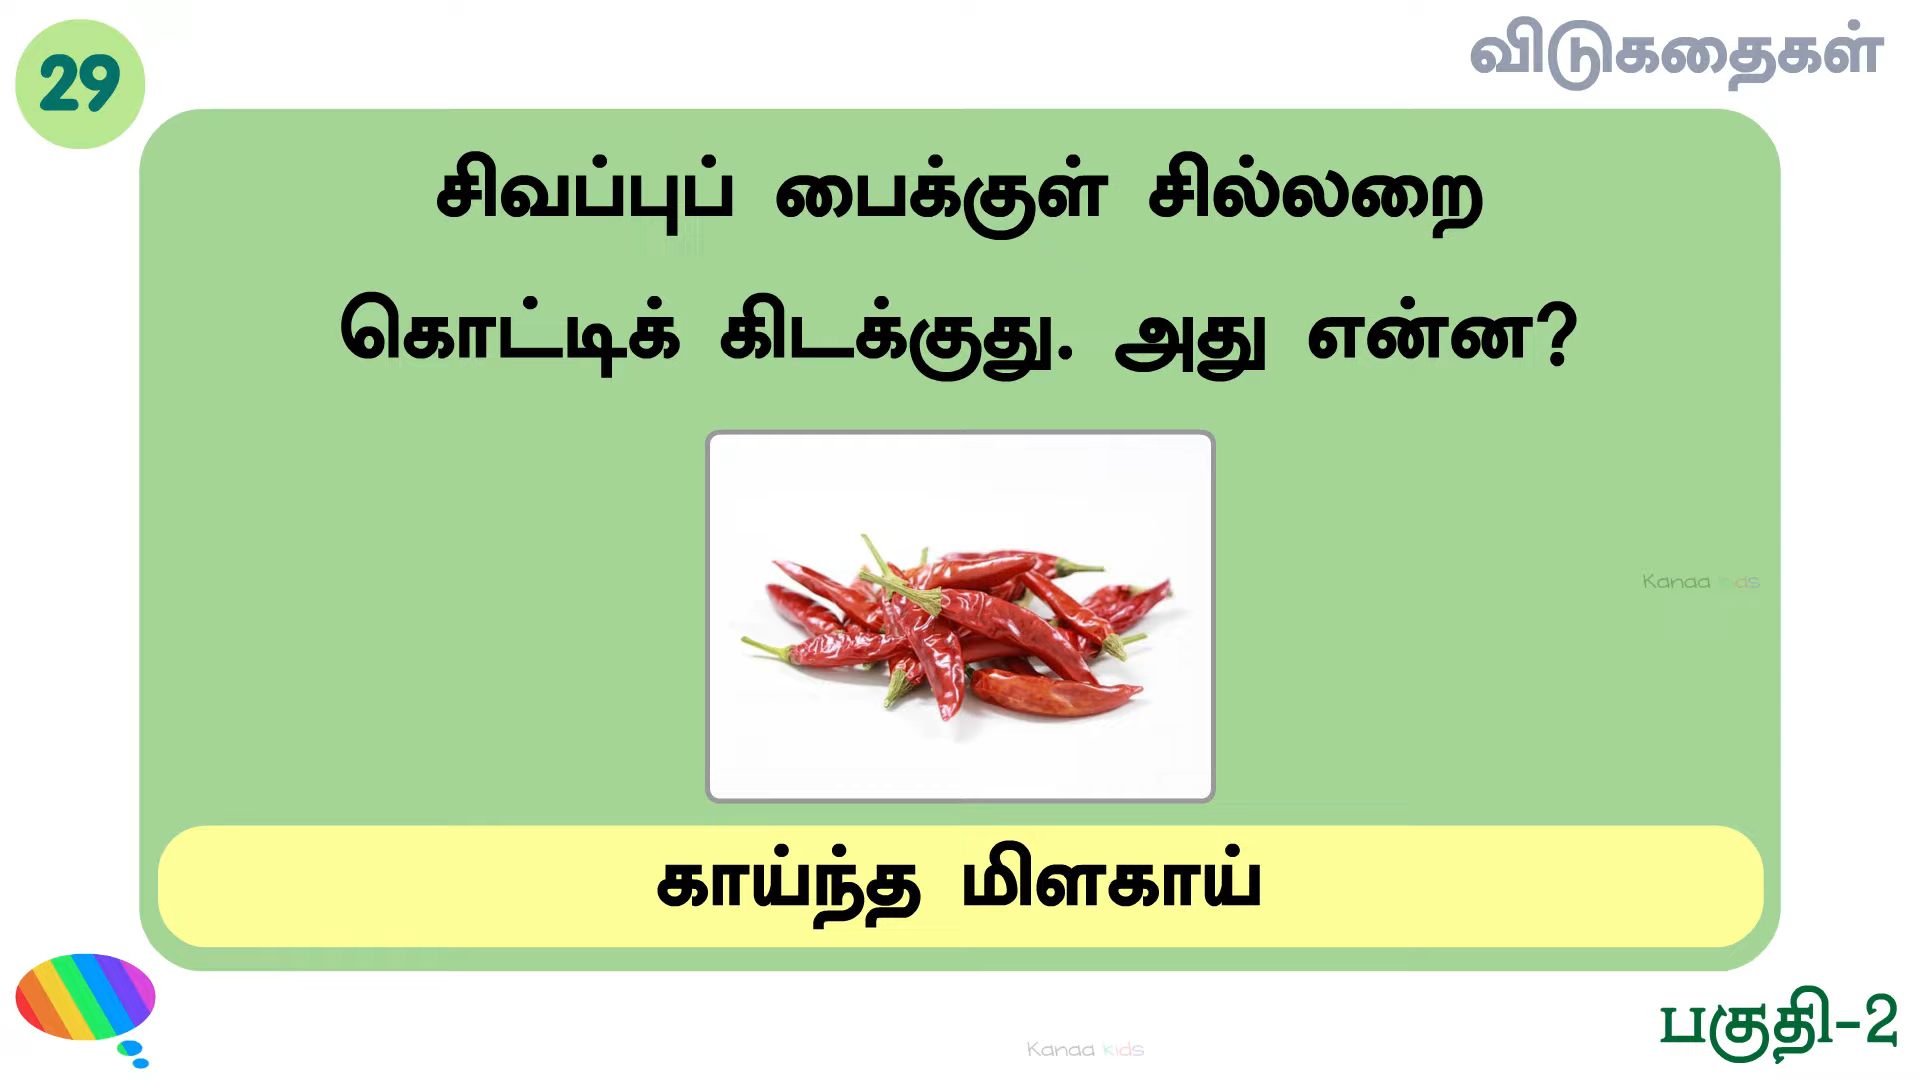 29
விடுகதைகள்
சிவப்புப் பைக்குள் சில்லறை
கொட்டிக் கிடக்குது. அது என்ன?
Kanaa kids
காய்ந்த மிளகாய்
Kanaa kids
பகுதி-2